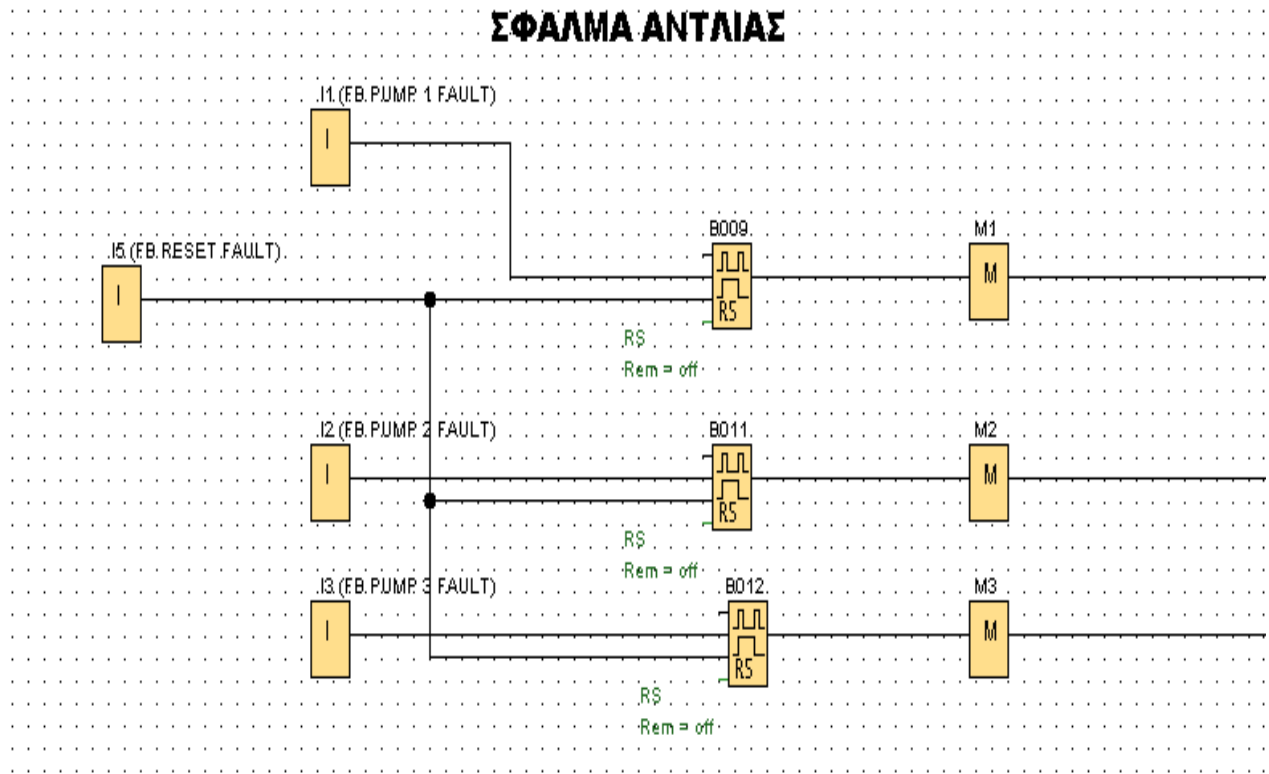 ΣΦΑΛΜΑ ΑΝΤΛΙΑΣ
I1 (FB PUMP 1 FAULT)
I
B009
M1
I5 (FB RESET FAULT)
I
RS
M
RS
Rem = off
I2 (FB PUMP 2 FAULT)
B011
M2
I
RS
M
RS
Rem = off
I3 (FB PUMP 3 FAULT)
B012
M3
I
RS
M
RS
Rem = off